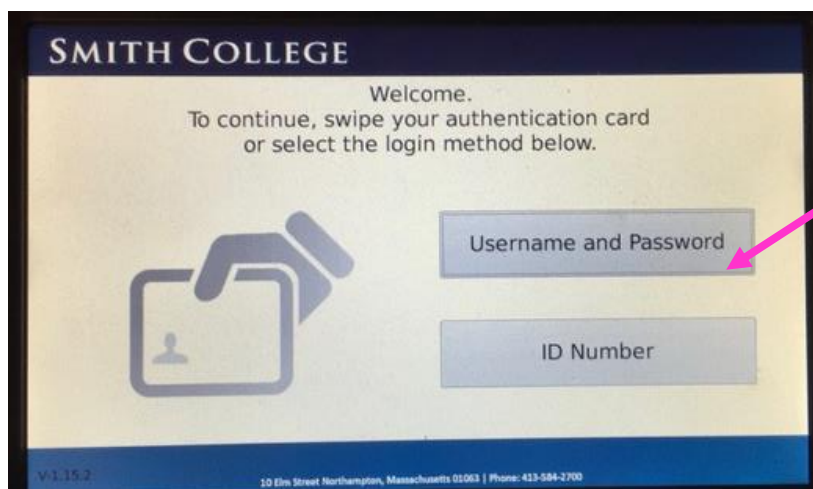 SMITH COLLEGE
Welcome.
To continue, swipe your authentication card
or select the login method below.
Username and Password
ID Number
V-1.15.2
10 Elm Street Northampton, Massachusetts 01063 | Phone: 413-584-2700